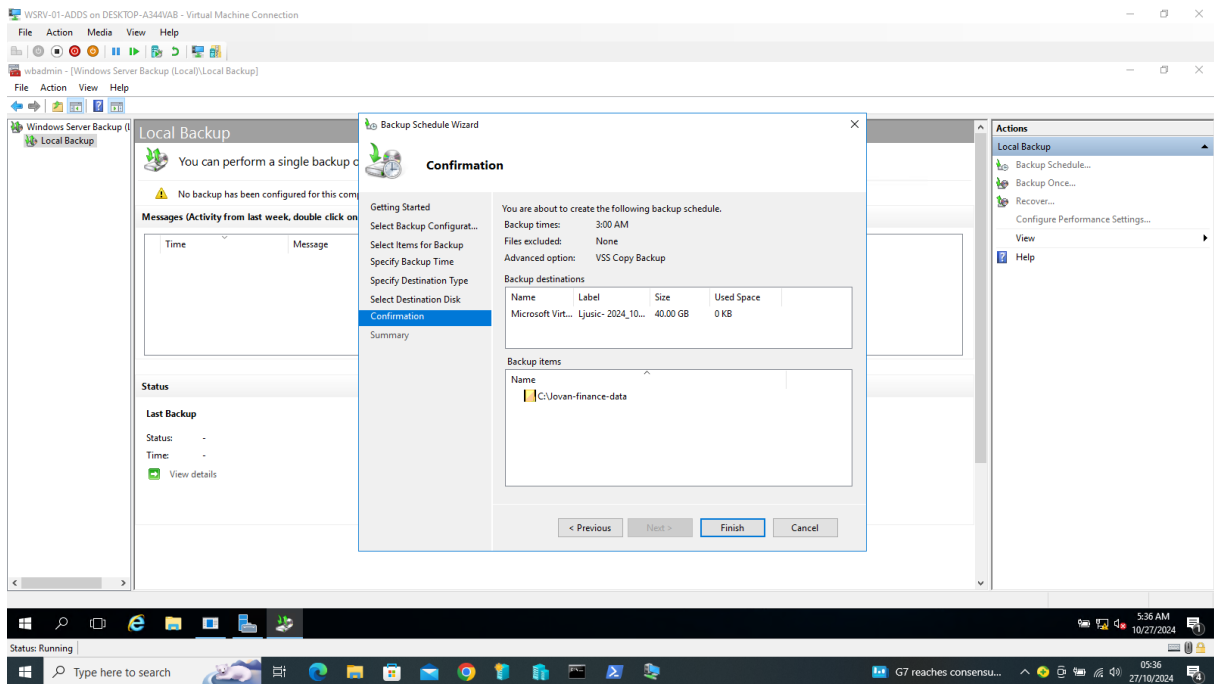 WSRV-01-ADDS on DESKTOP-A344VAB - Virtual Machine Connection
File Action Media View Help
wbadmin - [Windows Server Backup (Local)\Local Backup]
File Action View Help
Windows Server Backup (L
Local Backup
Local Backup
You can perform a single backup o
No backup has been configured for this com
Messages (Activity from last week, double click on
Time Message
Status
Last Backup
Status: -
Time: -
View details
Backup Schedule Wizard
Confirmation
Getting Started
Select Backup Configurat...
Select Items for Backup
Specify Backup Time
Specify Destination Type
Select Destination Disk
Confirmation
Summary
You are about to create the following backup schedule.
Backup times: 3:00 AM
Files excluded: None
Advanced option: VSS Copy Backup
Backup destinations
Name Label Size Used Space
Microsoft Virt... Ljusic- 2024_10... 40.00 GB 0 KB
Backup items
Name
C:\Jovan-finance-data
< Previous Next > Finish Cancel
Actions
Local Backup
Backup Schedule...
Backup Once...
Recover...
Configure Performance Settings...
View
Help
5:36 AM
10/27/2024
1
Status: Running
Type here to search
G7 reaches consensu...
05:36
27/10/2024
4